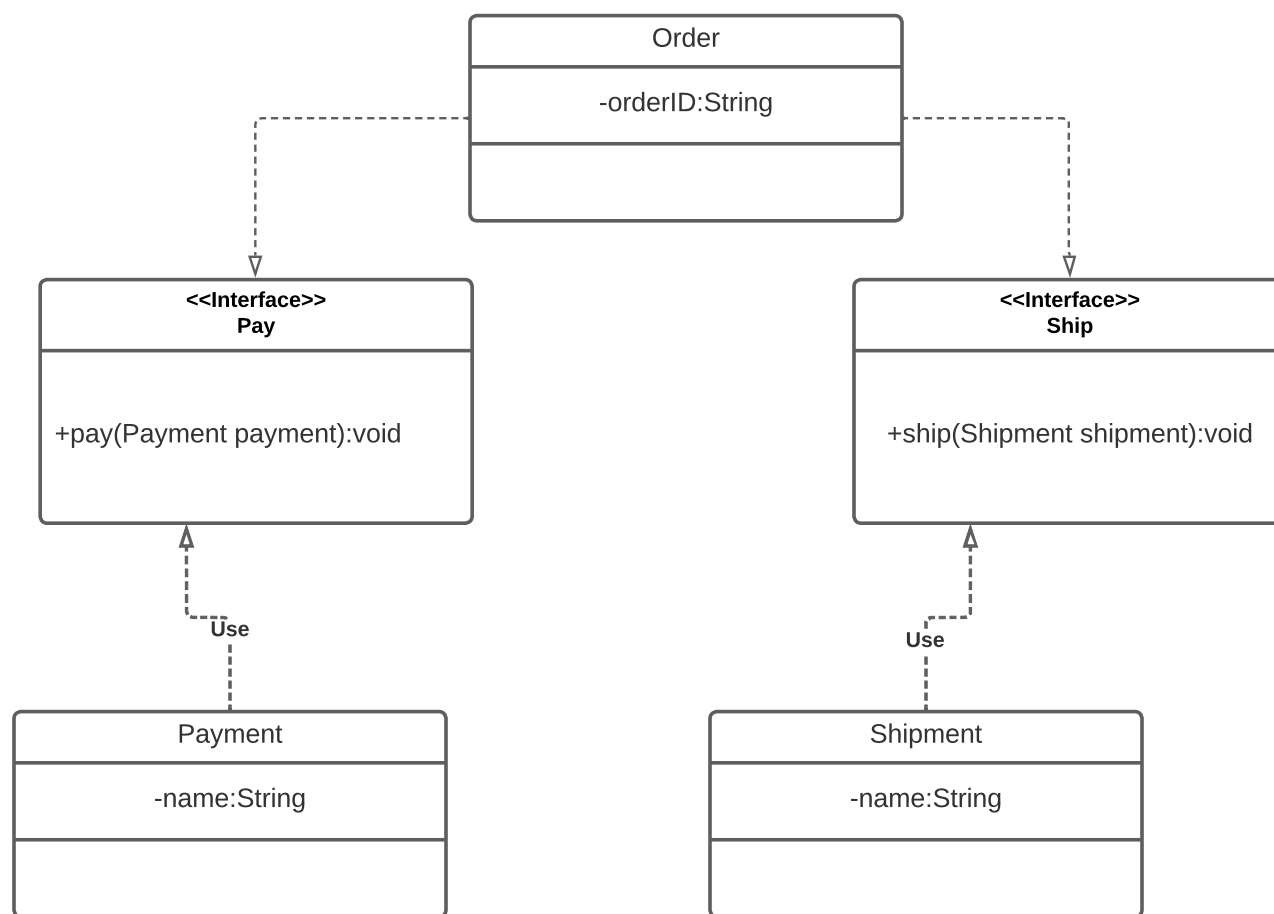 Order
-orderID:String
<<Interface>>
Pay
+pay(Payment payment):void
<<Interface>>
Ship
+ship(Shipment shipment):void
Use
Use
Payment
-name:String
Shipment
-name:String